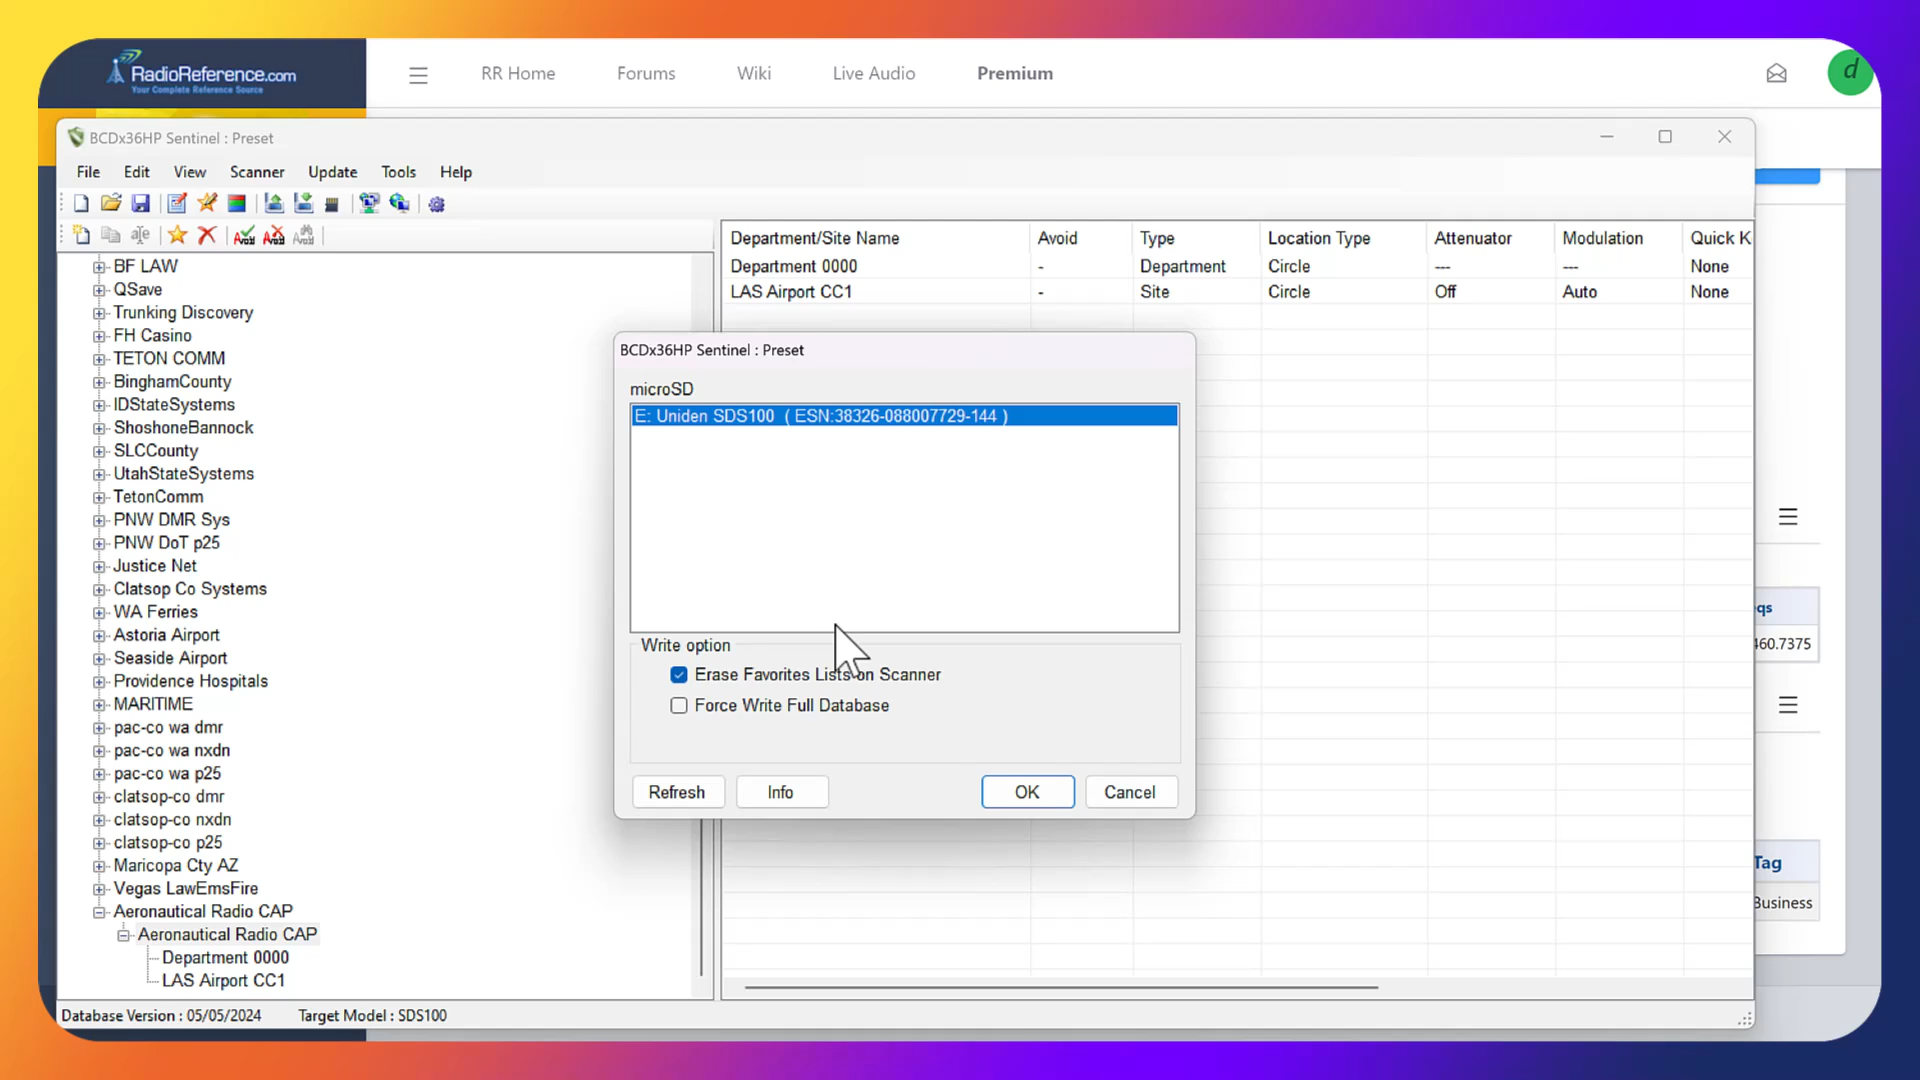 RadioReference.com
Your Complete Reference Source
RR Home
Forums
Wiki
Live Audio
Premium
d
BCDx36HP Sentinel : Preset
File
Edit
View
Scanner
Update
Tools
Help
BF LAW
QSave
Trunking Discovery
FH Casino
TETON COMM
BinghamCounty
IDStateSystems
ShoshoneBannock
SLCCounty
UtahStateSystems
TetonComm
PNW DMR Sys
PNW DoT p25
Justice Net
Clatsop Co Systems
WA Ferries
Astoria Airport
Seaside Airport
Providence Hospitals
MARITIME
pac-co wa dmr
pac-co wa nxdn
pac-co wa p25
clatsop-co dmr
clatsop-co nxdn
clatsop-co p25
Maricopa Cty AZ
Vegas LawEmsFire
Aeronautical Radio CAP
Aeronautical Radio CAP
Department 0000
LAS Airport CC1
Department/Site Name Avoid Type Location Type Attenuator Modulation Quick K
Department 0000 - Department Circle --- --- None
LAS Airport CC1 - Site Circle Off Auto None
BCDx36HP Sentinel : Preset
microSD
E: Uniden SDS100 ( ESN:38326-088007729-144 )
Write option
Erase Favorites Lists on Scanner
Force Write Full Database
Refresh
Info
OK
Cancel
qs
460.7375
Tag
Business
Database Version : 05/05/2024
Target Model : SDS100